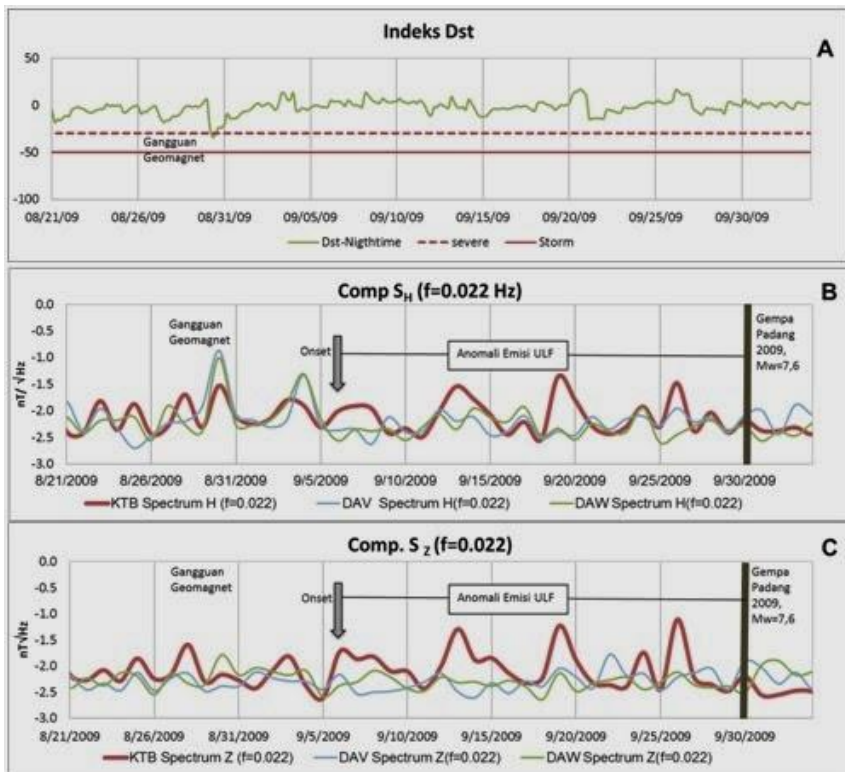 Indeks Dst
A
50
0
-50
-100
Gangguan
Geomagnet
08/21/09 08/26/09 08/31/09 09/05/09 09/10/09 09/15/09 09/20/09 09/25/09 09/30/09
Dst-Nigthtime severe Storm
Comp S_H (f=0.022 Hz)
B
nT/ √Hz
0.0
-0.5
-1.0
-1.5
-2.0
-2.5
-3.0
Gangguan
Geomagnet
Onset
Anomali Emisi ULF
Gempa
Padang
2009,
Mw=7,6
8/21/2009 8/26/2009 8/31/2009 9/5/2009 9/10/2009 9/15/2009 9/20/2009 9/25/2009 9/30/2009
KTB Spectrum H (f=0.022) DAV Spectrum H(f=0.022) DAW Spectrum H(f=0.022)
Comp. S_Z (f=0.022)
C
nT√Hz
0.0
-0.5
-1.0
-1.5
-2.0
-2.5
-3.0
Gangguan
Geomagnet
Onset
Anomali Emisi ULF
Gempa
Padang
2009,
Mw=7,6
8/21/2009 8/26/2009 8/31/2009 9/5/2009 9/10/2009 9/15/2009 9/20/2009 9/25/2009 9/30/2009
KTB Spectrum Z (f=0.022) DAV Spectrum Z(f=0.022) DAW Spectrum Z(f=0.022)